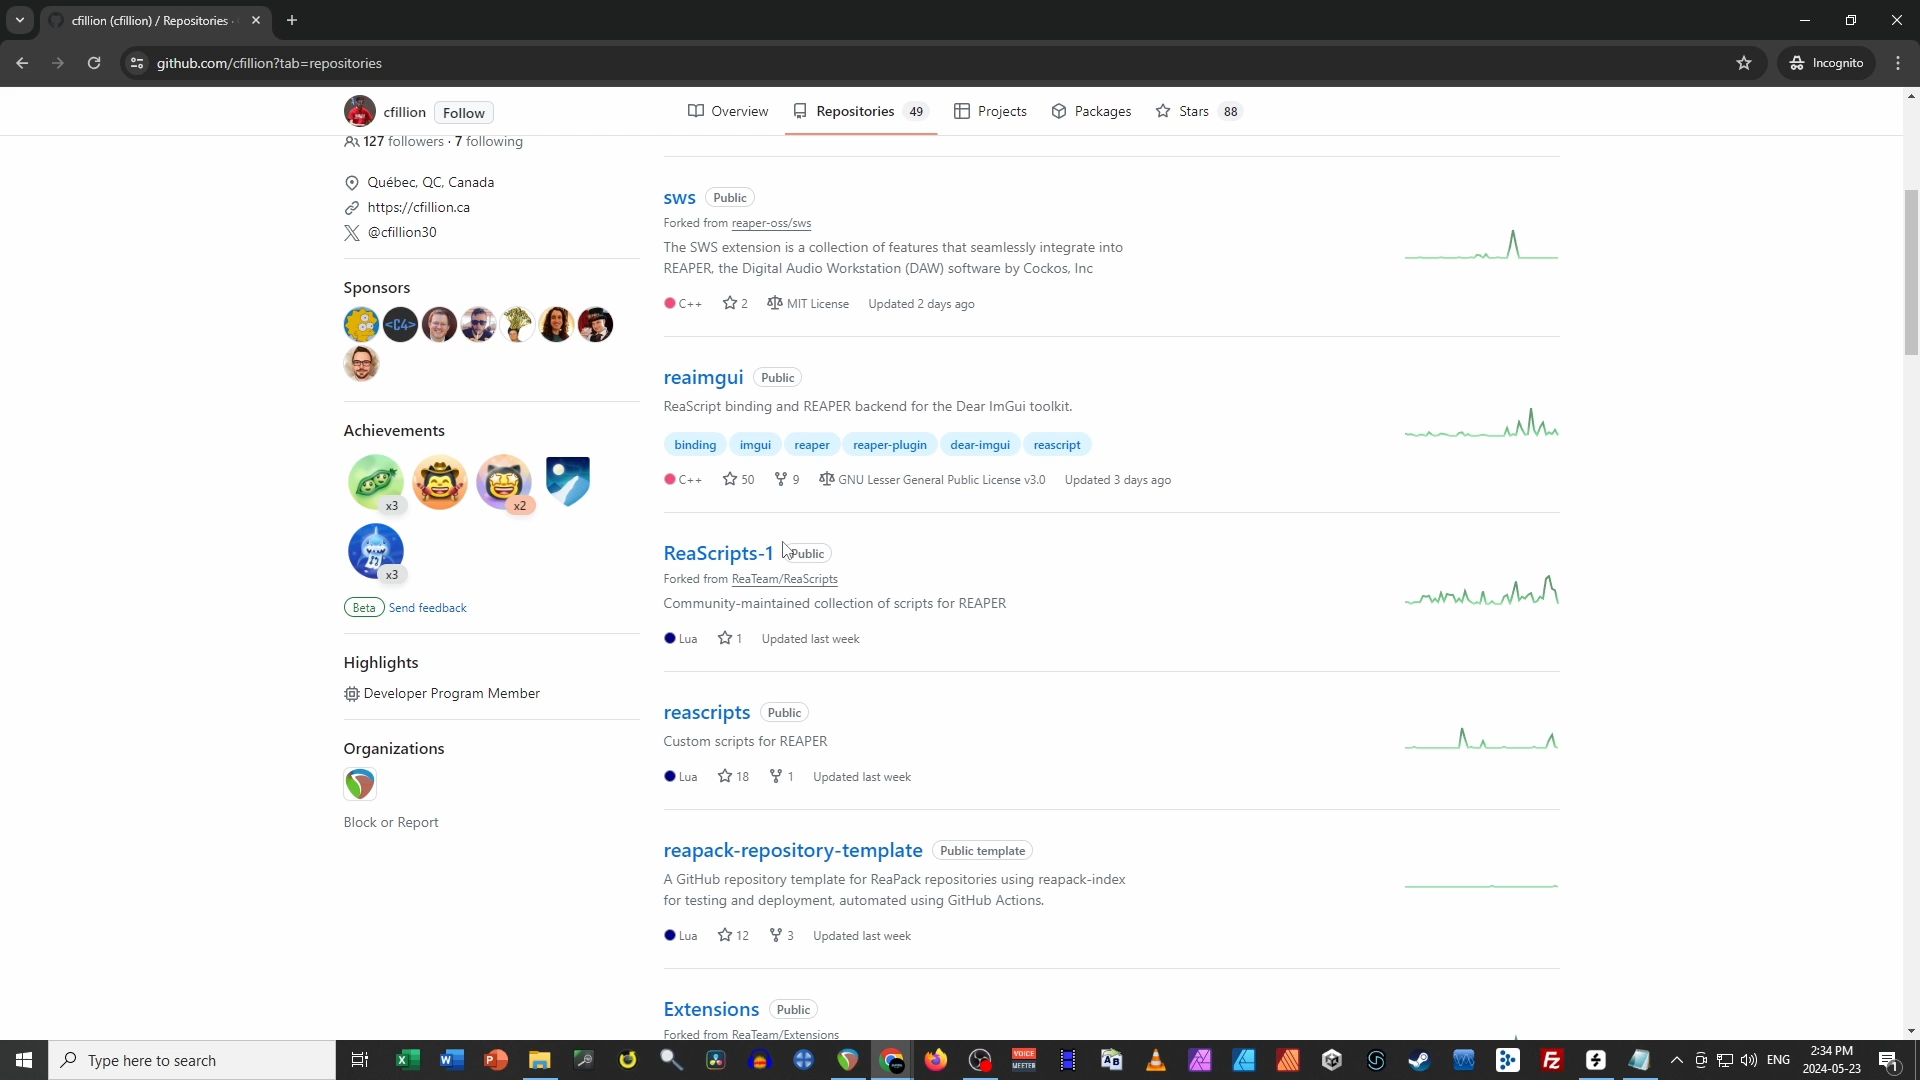 cfillion (cfillion) / Repositories ·
github.com/cfillion?tab=repositories
Incognito
cfillion
Follow
Overview
Repositories 49
Projects
Packages
Stars 88
127 followers · 7 following
Québec, QC, Canada
https://cfillion.ca
@cfillion30
Sponsors
<C4>
Achievements
x3
x2
x3
Beta Send feedback
Highlights
Developer Program Member
Organizations
Block or Report
sws Public
Forked from reaper-oss/sws
The SWS extension is a collection of features that seamlessly integrate into
REAPER, the Digital Audio Workstation (DAW) software by Cockos, Inc
C++ 2 MIT License Updated 2 days ago
reaimgui Public
ReaScript binding and REAPER backend for the Dear ImGui toolkit.
binding imgui reaper reaper-plugin dear-imgui reascript
C++ 50 9 GNU Lesser General Public License v3.0 Updated 3 days ago
ReaScripts-1 Public
Forked from ReaTeam/ReaScripts
Community-maintained collection of scripts for REAPER
Lua 1 Updated last week
reascripts Public
Custom scripts for REAPER
Lua 18 1 Updated last week
reapack-repository-template Public template
A GitHub repository template for ReaPack repositories using reapack-index
for testing and deployment, automated using GitHub Actions.
Lua 12 3 Updated last week
Extensions Public
Forked from ReaTeam/Extensions
Type here to search
VOICE
MEETER
ENG
2:34 PM
2024-05-23
1